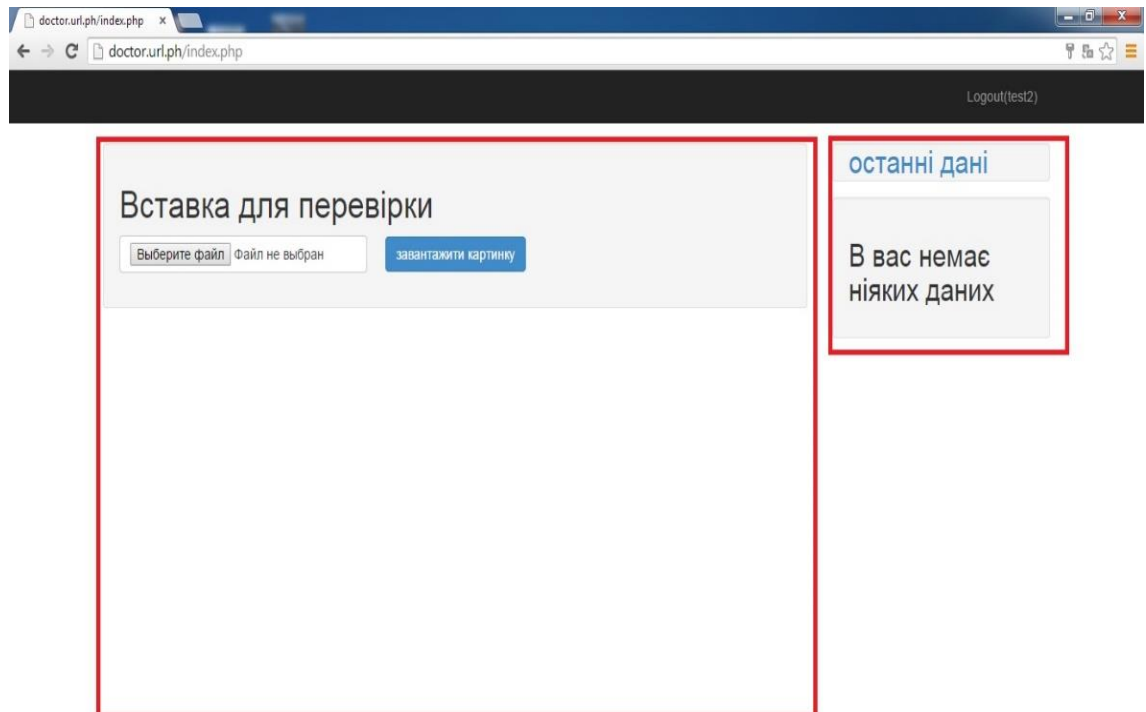 doctor.url.ph/index.php
doctor.url.ph/index.php
Logout(test2)
Вставка для перевірки
Выберите файл Файл не выбран
завантажити картинку
останні дані
В вас немає
ніяких даних